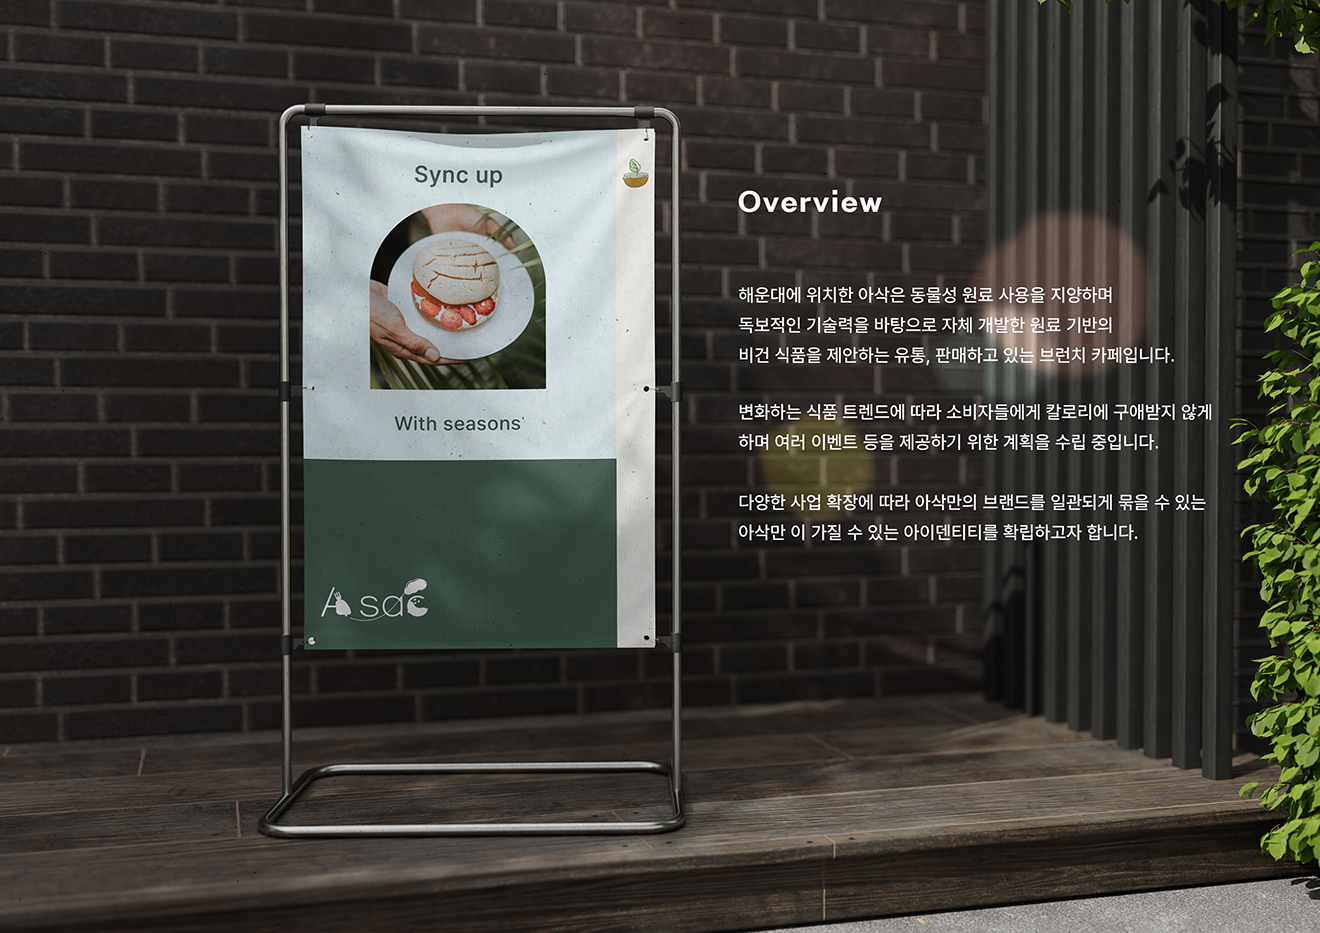 Sync up
With seasons'
Asac
Overview
해운대에 위치한 아삭은 동물성 원료 사용을 지양하며
독보적인 기술력을 바탕으로 자체 개발한 원료 기반의
비건 식품을 제안하는 유통, 판매하고 있는 브런치 카페입니다.
변화하는 식품 트렌드에 따라 소비자들에게 칼로리에 구애받지 않게
하며 여러 이벤트 등을 제공하기 위한 계획을 수립 중입니다.
다양한 사업 확장에 따라 아삭만의 브랜드를 일관되게 묶을 수 있는
아삭만 이 가질 수 있는 아이덴티티를 확립하고자 합니다.